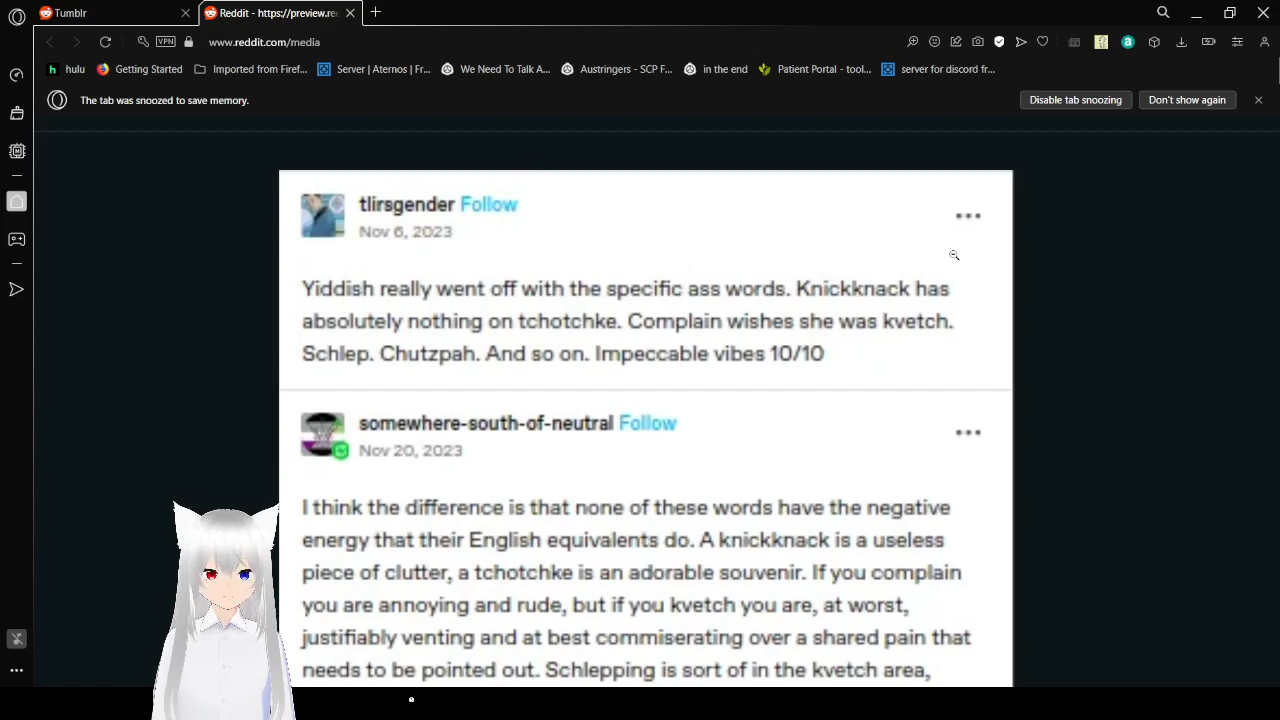 Tumblr
Reddit - https://preview.rec
VPN
www.reddit.com/media
hulu
Getting Started
Imported from Firef...
Server | Aternos | Fr...
We Need To Talk A...
Austringers - SCP F...
in the end
Patient Portal - tool...
server for discord fr...
The tab was snoozed to save memory.
Disable tab snoozing
Don't show again
tlirsgender Follow
Nov 6, 2023
Yiddish really went off with the specific ass words. Knickknack has
absolutely nothing on tchotchke. Complain wishes she was kvetch.
Schlep. Chutzpah. And so on. Impeccable vibes 10/10
somewhere-south-of-neutral Follow
Nov 20, 2023
I think the difference is that none of these words have the negative
energy that their English equivalents do. A knickknack is a useless
piece of clutter, a tchotchke is an adorable souvenir. If you complain
you are annoying and rude, but if you kvetch you are, at worst,
justifiably venting and at best commiserating over a shared pain that
needs to be pointed out. Schlepping is sort of in the kvetch area,